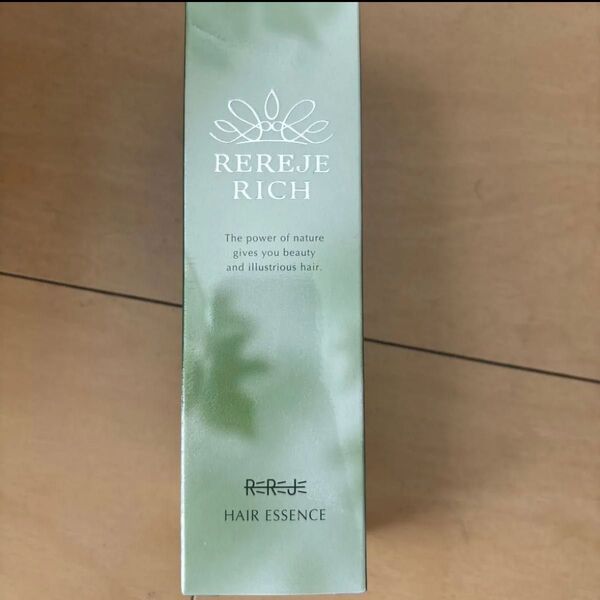 REREJE
RICH
The power of nature
gives you beauty
and illustrious hair.
REREJE
HAIR ESSENCE